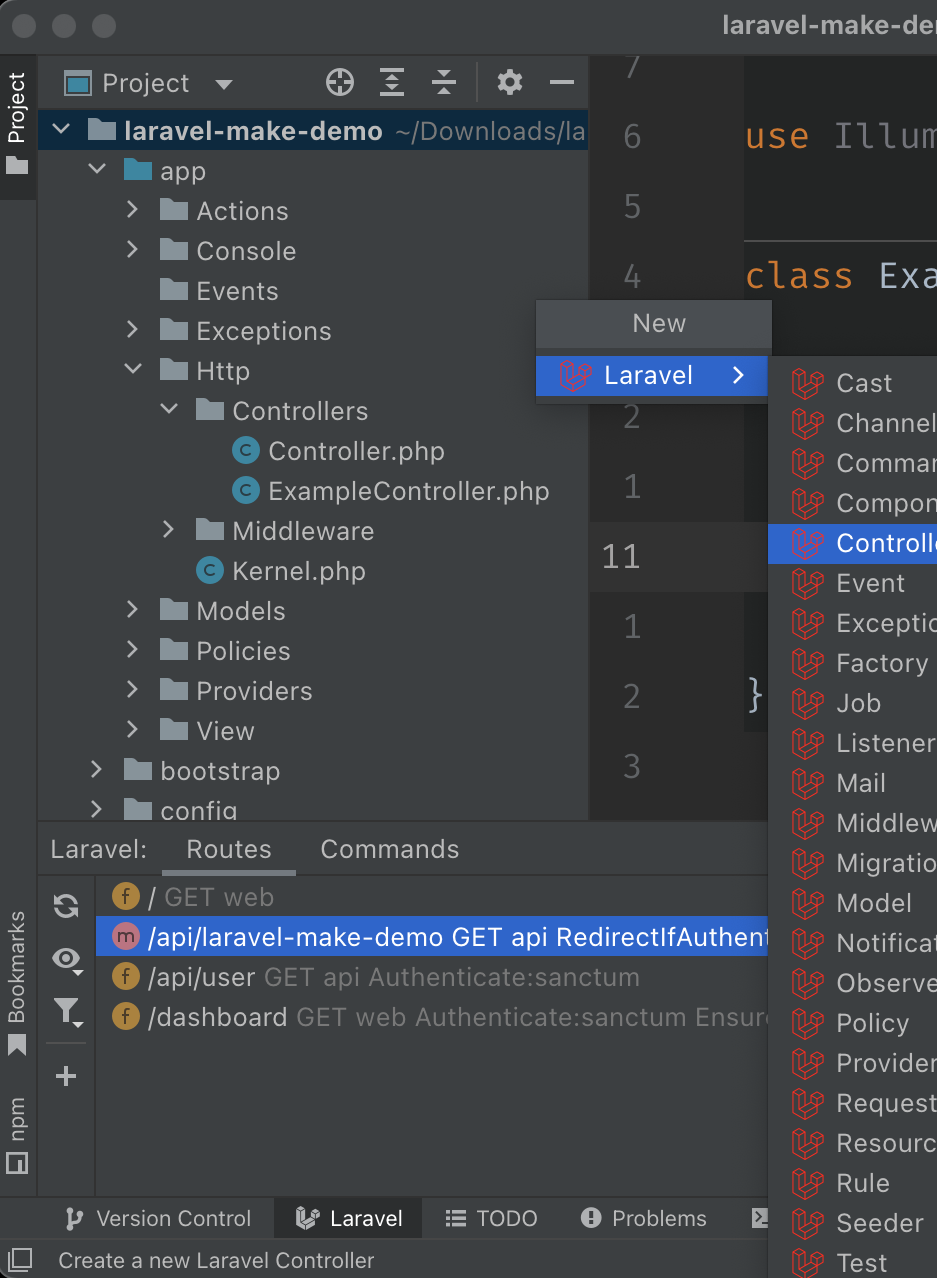 laravel-make-de
Project
Project
laravel-make-demo ~/Downloads/la
app
Actions
Console
Events
Exceptions
Http
Controllers
Controller.php
ExampleController.php
Middleware
Kernel.php
Models
Policies
Providers
View
bootstrap
config
7
6
5
4
2
1
11
1
2
3
use Illum
class Exa
}
New
Laravel
Cast
Channel
Comman
Compon
Controlle
Event
Exceptio
Factory
Job
Listener
Mail
Middlew
Migratio
Model
Notificat
Observe
Policy
Provider
Request
Resourc
Rule
Seeder
Test
Laravel:
Routes
Commands
/ GET web
/api/laravel-make-demo GET api RedirectIfAuthent
/api/user GET api Authenticate:sanctum
/dashboard GET web Authenticate:sanctum Ensure
Bookmarks
npm
Version Control
Laravel
TODO
Problems
Create a new Laravel Controller